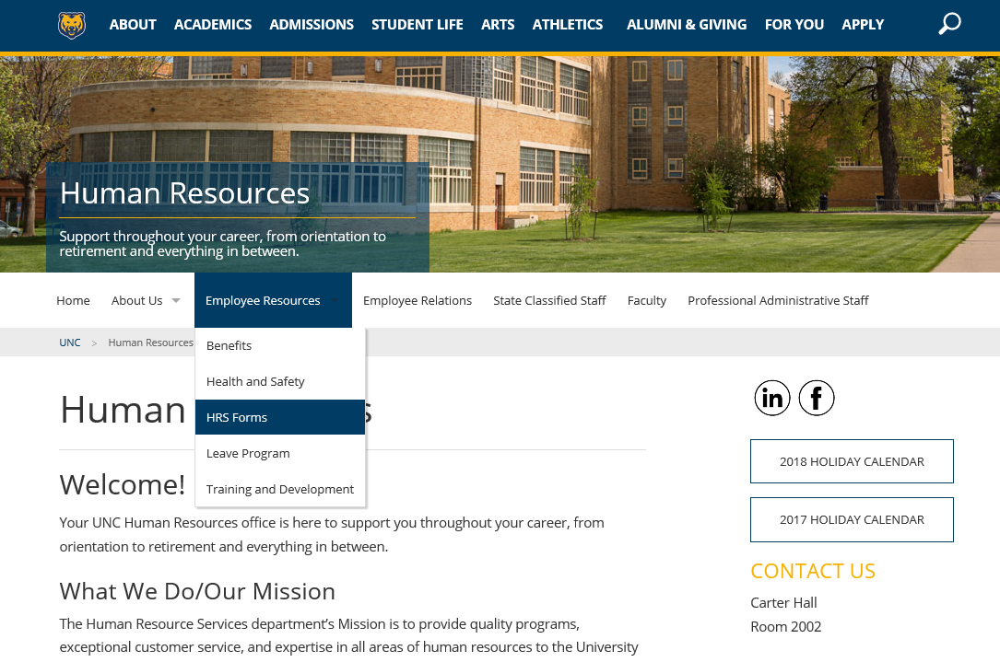 ABOUT ACADEMICS ADMISSIONS STUDENT LIFE ARTS ATHLETICS ALUMNI & GIVING FOR YOU APPLY
Human Resources
Support throughout your career, from orientation to
retirement and everything in between.
Home About Us Employee Resources Employee Relations State Classified Staff Faculty Professional Administrative Staff
UNC > Human Resources
Benefits
Health and Safety
HRS Forms
Leave Program
Training and Development
Human s
Welcome!
Your UNC Human Resources office is here to support you throughout your career, from
orientation to retirement and everything in between.
What We Do/Our Mission
The Human Resource Services department’s Mission is to provide quality programs,
exceptional customer service, and expertise in all areas of human resources to the University
in f
2018 HOLIDAY CALENDAR
2017 HOLIDAY CALENDAR
CONTACT US
Carter Hall
Room 2002